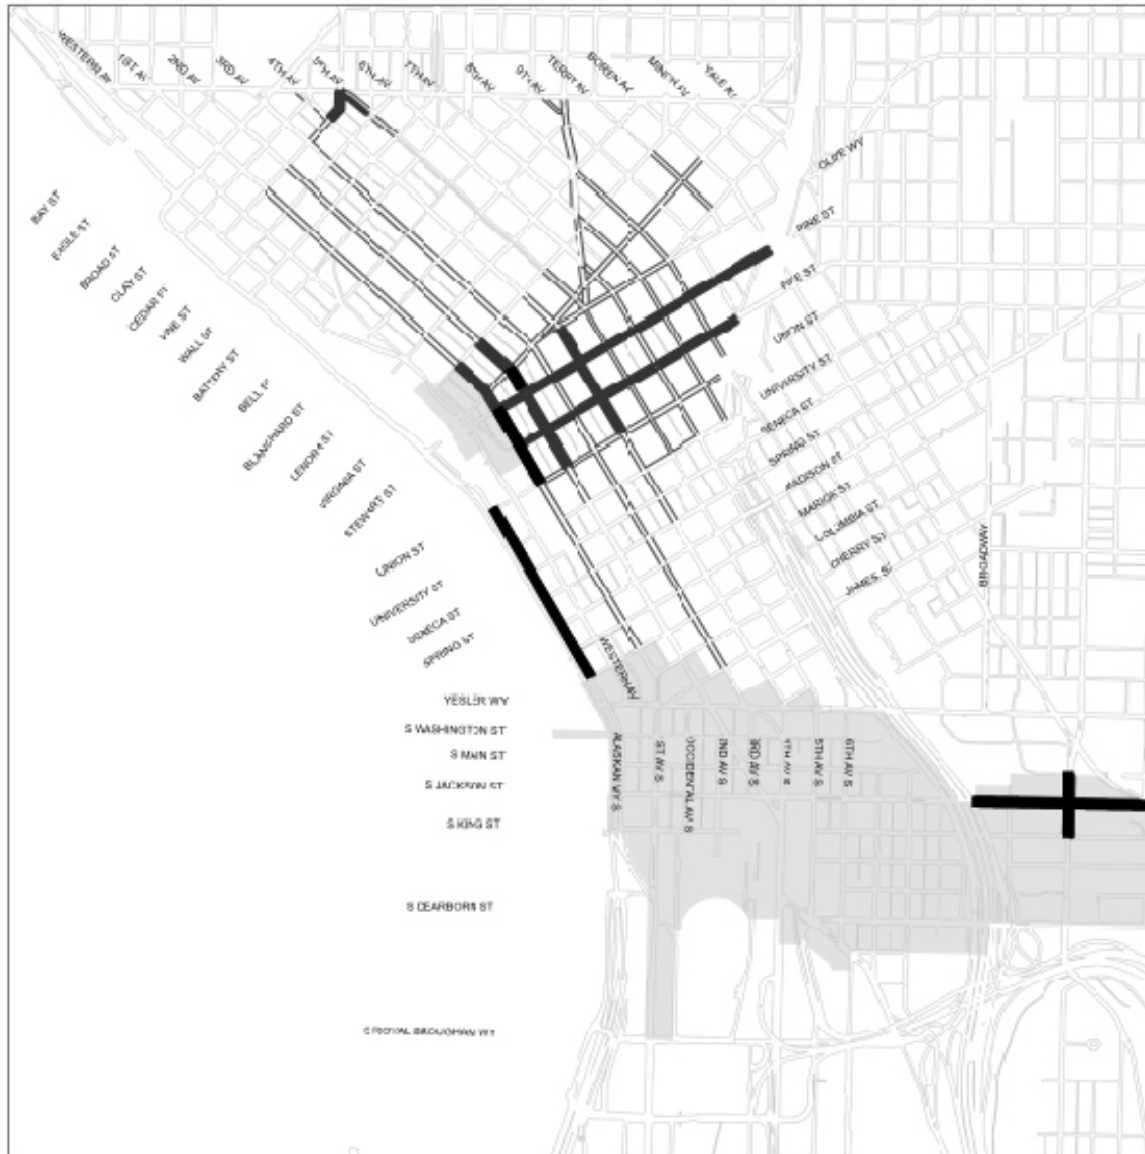 WESTERN AV
1ST AV
2ND AV
3RD AV
4TH AV
5TH AV
6TH AV
7TH AV
8TH AV
9TH AV
TERRY AV
BOREN AV
MINOR AV
YALE AV
OLIVE WY
PINE ST
PIKE ST
UNION ST
UNIVERSITY ST
SENECA ST
SPRING ST
MADISON ST
MARION ST
COLUMBIA ST
CHERRY ST
JAMES ST
BROADWAY
BAY ST
EAGLE ST
BROAD ST
CLAY ST
CEDAR
VINE ST
WALL ST
BATTERY ST
BELL
BLANCHARD ST
LENORA ST
VIRGINIA ST
STEWART ST
UNION ST
UNIVERSITY ST
SENECA ST
SPRING ST
WESTERN AV
YESLER WY
S WASHINGTON ST
S MAIN ST
S JACKSON ST
S KING ST
S DEARBORN ST
S ROYAL BROUGHAM WY
ALASKAN WY S
1ST AV S
OCCIDENTAL AV S
2ND AV S
3RD AV S
4TH AV S
5TH AV S
6TH AV S